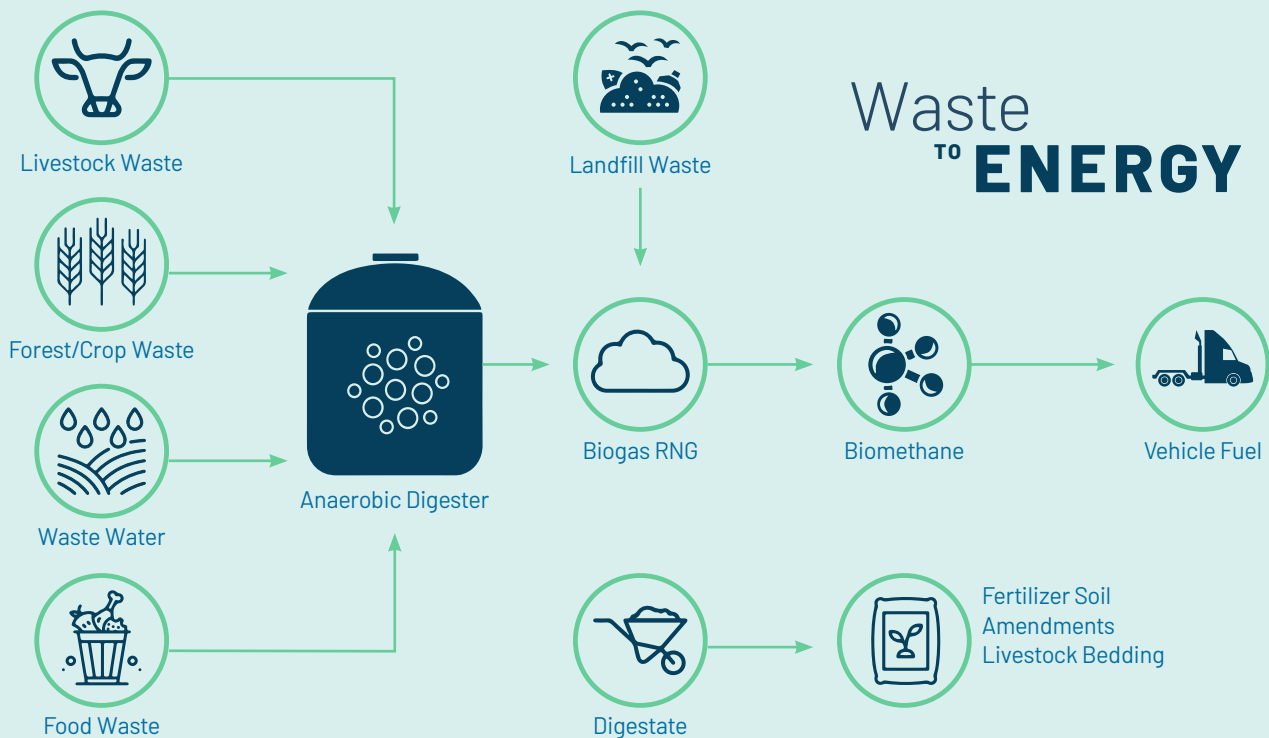 Waste
TO ENERGY
Livestock Waste
Landfill Waste
Forest/Crop Waste
Waste Water
Food Waste
Anaerobic Digester
Biogas RNG
Biomethane
Vehicle Fuel
Digestate
Fertilizer Soil
Amendments
Livestock Bedding